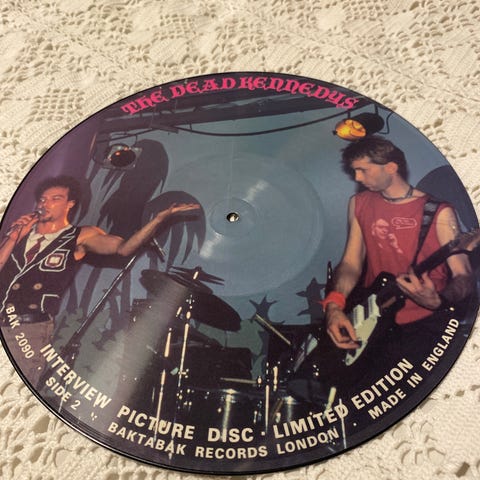 THE DEAD KENNEDYS
BAK 2090
INTERVIEW PICTURE DISC · LIMITED EDITION
SIDE 2 · BAKTABAK RECORDS LONDON · MADE IN ENGLAND ·